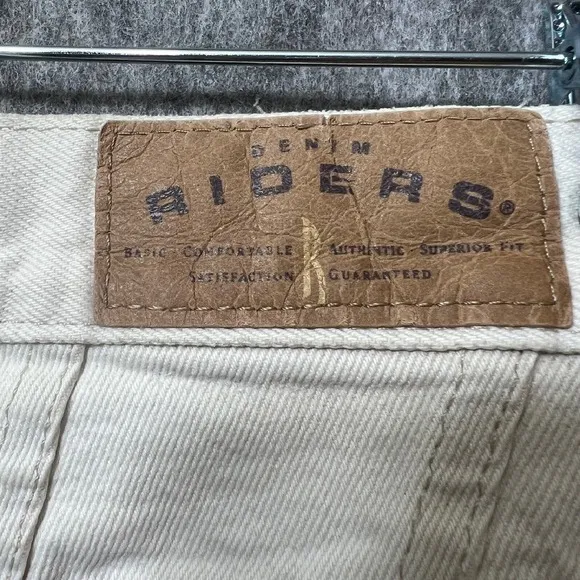 DENIM
RIDERS®
BASIC · COMFORTABLE AUTHENTIC · SUPERIOR FIT
SATISFACTION GUARANTEED